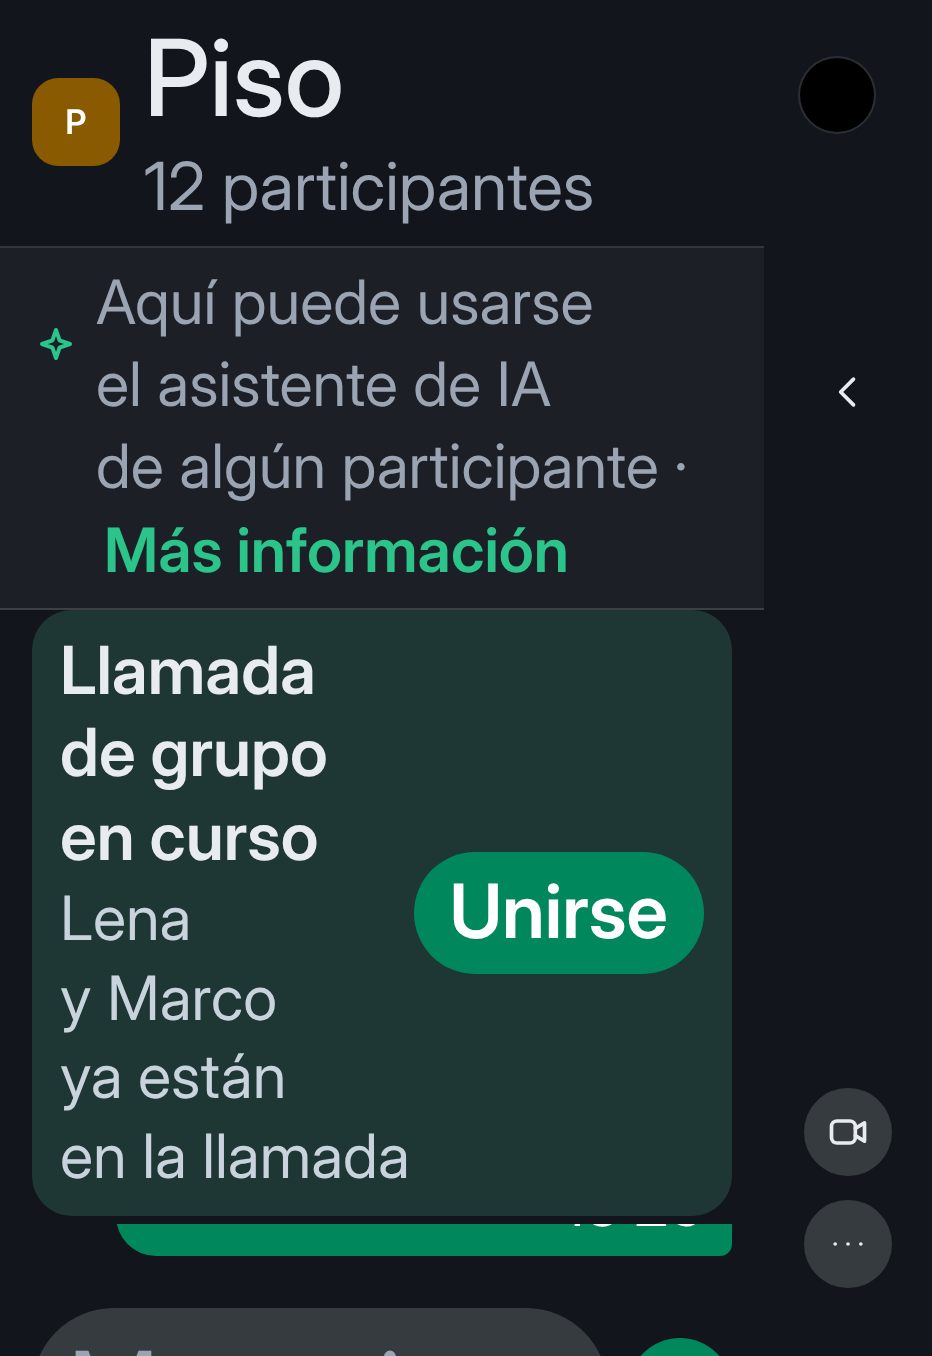 P
Piso
12 participantes
Aquí puede usarse
el asistente de IA
de algún participante ·
Más información
Llamada
de grupo
en curso
Lena
y Marco
ya están
en la llamada
Unirse